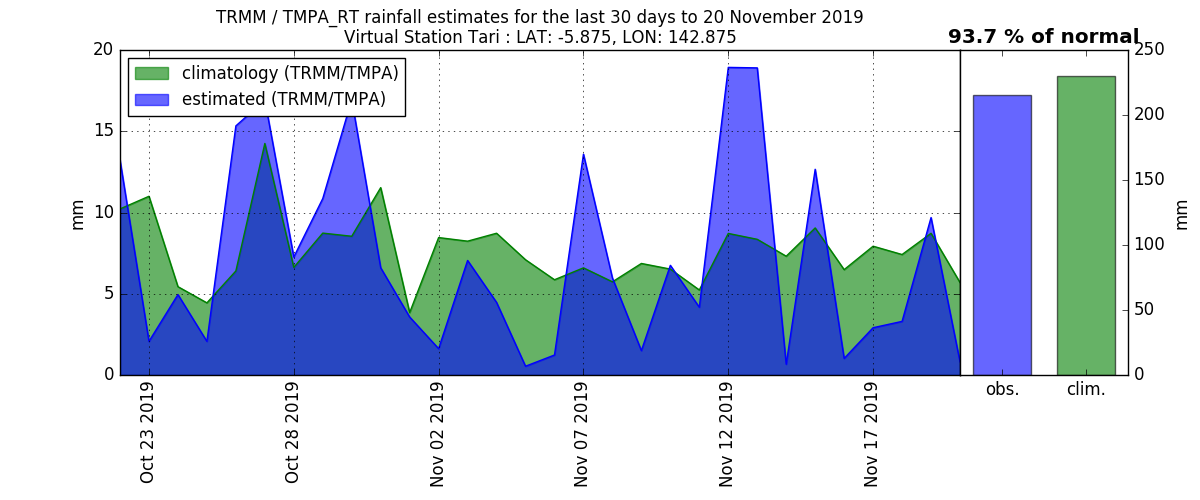 TRMM / TMPA_RT rainfall estimates for the last 30 days to 20 November 2019
Virtual Station Tari : LAT: -5.875, LON: 142.875
93.7 % of normal
climatology (TRMM/TMPA)
estimated (TRMM/TMPA)
20
15
10
5
0
mm
Oct 23 2019
Oct 28 2019
Nov 02 2019
Nov 07 2019
Nov 12 2019
Nov 17 2019
250
200
150
100
50
0
mm
obs.
clim.